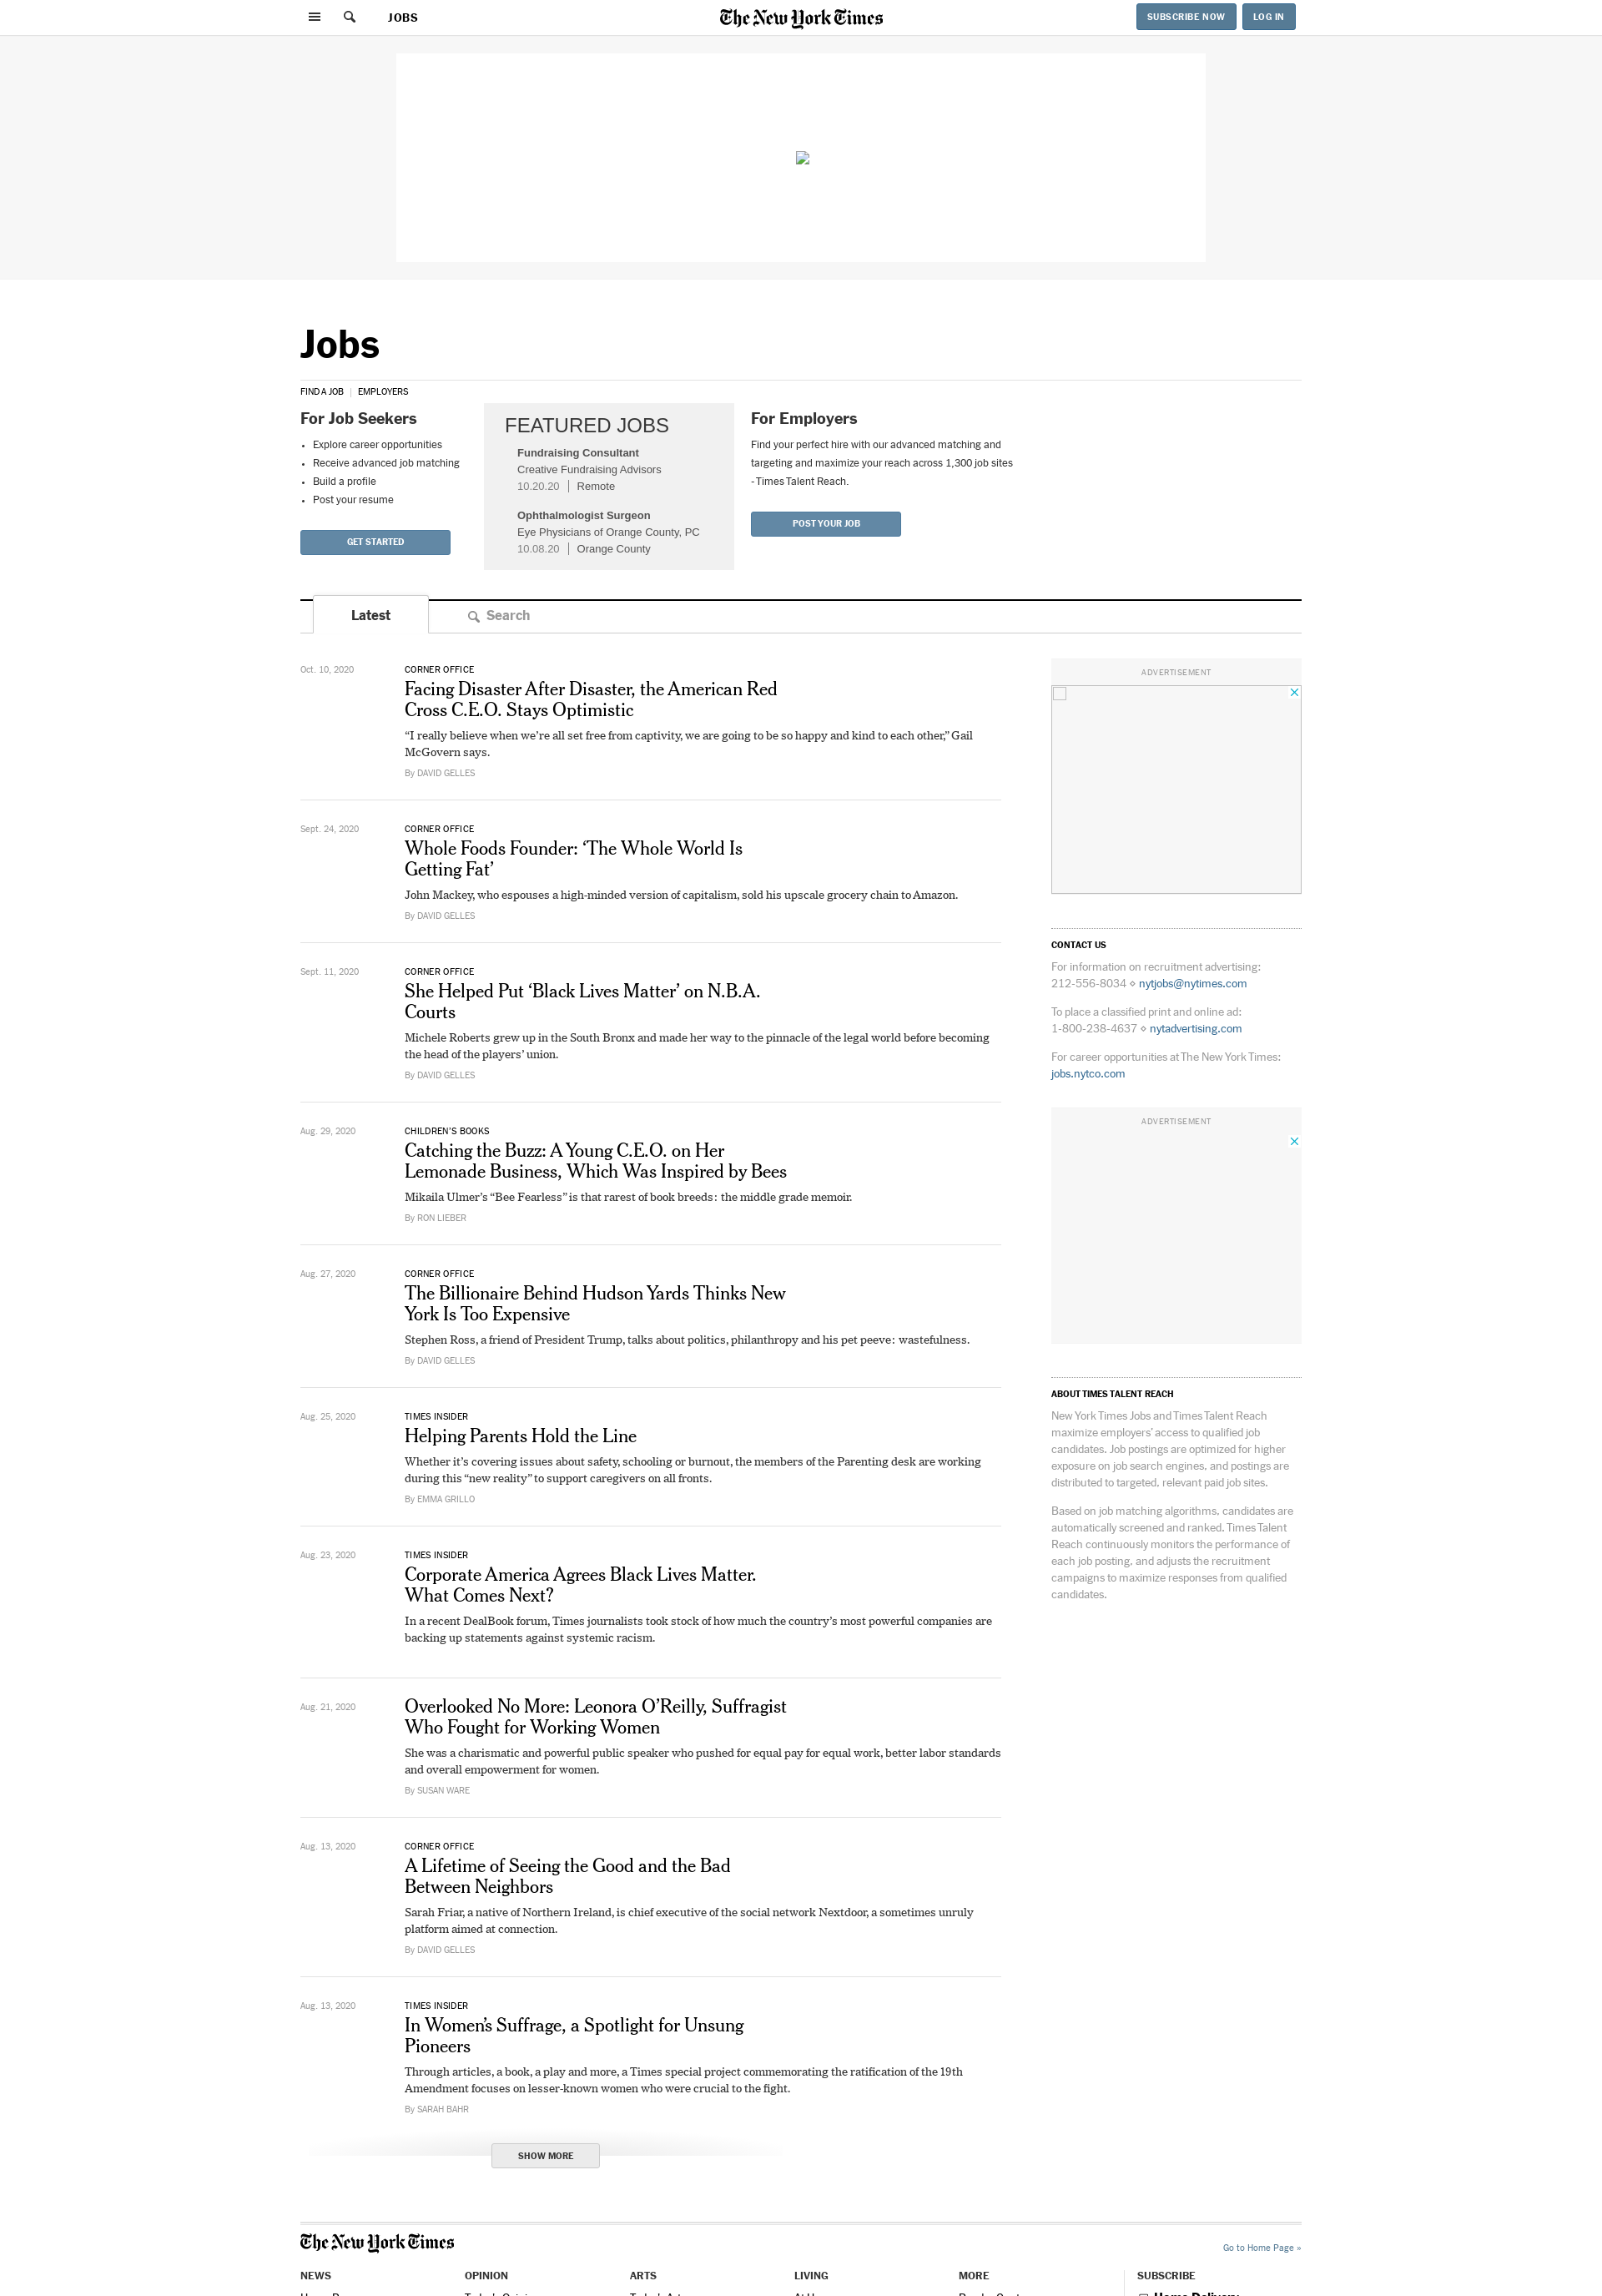 JOBS
The New York Times
SUBSCRIBE NOW
LOG IN
Jobs
FIND A JOB | EMPLOYERS
For Job Seekers
• Explore career opportunities
• Receive advanced job matching
• Build a profile
• Post your resume
GET STARTED
FEATURED JOBS
Fundraising Consultant
Creative Fundraising Advisors
10.20.20 | Remote
Ophthalmologist Surgeon
Eye Physicians of Orange County, PC
10.08.20 | Orange County
For Employers
Find your perfect hire with our advanced matching and
targeting and maximize your reach across 1,300 job sites
- Times Talent Reach.
POST YOUR JOB
Latest
Search
Oct. 10, 2020
CORNER OFFICE
Facing Disaster After Disaster, the American Red
Cross C.E.O. Stays Optimistic
“I really believe when we’re all set free from captivity, we are going to be so happy and kind to each other,” Gail
McGovern says.
By DAVID GELLES
Sept. 24, 2020
CORNER OFFICE
Whole Foods Founder: ‘The Whole World Is
Getting Fat’
John Mackey, who espouses a high-minded version of capitalism, sold his upscale grocery chain to Amazon.
By DAVID GELLES
Sept. 11, 2020
CORNER OFFICE
She Helped Put ‘Black Lives Matter’ on N.B.A.
Courts
Michele Roberts grew up in the South Bronx and made her way to the pinnacle of the legal world before becoming
the head of the players’ union.
By DAVID GELLES
Aug. 29, 2020
CHILDREN’S BOOKS
Catching the Buzz: A Young C.E.O. on Her
Lemonade Business, Which Was Inspired by Bees
Mikaila Ulmer’s “Bee Fearless” is that rarest of book breeds: the middle grade memoir.
By RON LIEBER
Aug. 27, 2020
CORNER OFFICE
The Billionaire Behind Hudson Yards Thinks New
York Is Too Expensive
Stephen Ross, a friend of President Trump, talks about politics, philanthropy and his pet peeve: wastefulness.
By DAVID GELLES
Aug. 25, 2020
TIMES INSIDER
Helping Parents Hold the Line
Whether it’s covering issues about safety, schooling or burnout, the members of the Parenting desk are working
during this “new reality” to support caregivers on all fronts.
By EMMA GRILLO
Aug. 23, 2020
TIMES INSIDER
Corporate America Agrees Black Lives Matter.
What Comes Next?
In a recent DealBook forum, Times journalists took stock of how much the country’s most powerful companies are
backing up statements against systemic racism.
Aug. 21, 2020
Overlooked No More: Leonora O’Reilly, Suffragist
Who Fought for Working Women
She was a charismatic and powerful public speaker who pushed for equal pay for equal work, better labor standards
and overall empowerment for women.
By SUSAN WARE
Aug. 13, 2020
CORNER OFFICE
A Lifetime of Seeing the Good and the Bad
Between Neighbors
Sarah Friar, a native of Northern Ireland, is chief executive of the social network Nextdoor, a sometimes unruly
platform aimed at connection.
By DAVID GELLES
Aug. 13, 2020
TIMES INSIDER
In Women’s Suffrage, a Spotlight for Unsung
Pioneers
Through articles, a book, a play and more, a Times special project commemorating the ratification of the 19th
Amendment focuses on lesser-known women who were crucial to the fight.
By SARAH BAHR
SHOW MORE
ADVERTISEMENT
CONTACT US
For information on recruitment advertising:
212-556-8034 ⋄ nytjobs@nytimes.com
To place a classified print and online ad:
1-800-238-4637 ⋄ nytadvertising.com
For career opportunities at The New York Times:
jobs.nytco.com
ADVERTISEMENT
ABOUT TIMES TALENT REACH
New York Times Jobs and Times Talent Reach
maximize employers’ access to qualified job
candidates. Job postings are optimized for higher
exposure on job search engines, and postings are
distributed to targeted, relevant paid job sites.
Based on job matching algorithms, candidates are
automatically screened and ranked. Times Talent
Reach continuously monitors the performance of
each job posting, and adjusts the recruitment
campaigns to maximize responses from qualified
candidates.
The New York Times
Go to Home Page »
NEWS
OPINION
ARTS
LIVING
MORE
SUBSCRIBE